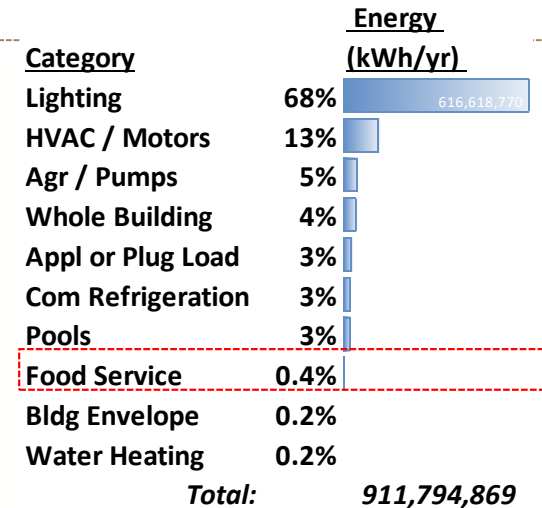 Energy
Category (kWh/yr)
Lighting 68% 616,618,770
HVAC / Motors 13%
Agr / Pumps 5%
Whole Building 4%
Appl or Plug Load 3%
Com Refrigeration 3%
Pools 3%
Food Service 0.4%
Bldg Envelope 0.2%
Water Heating 0.2%
Total: 911,794,869